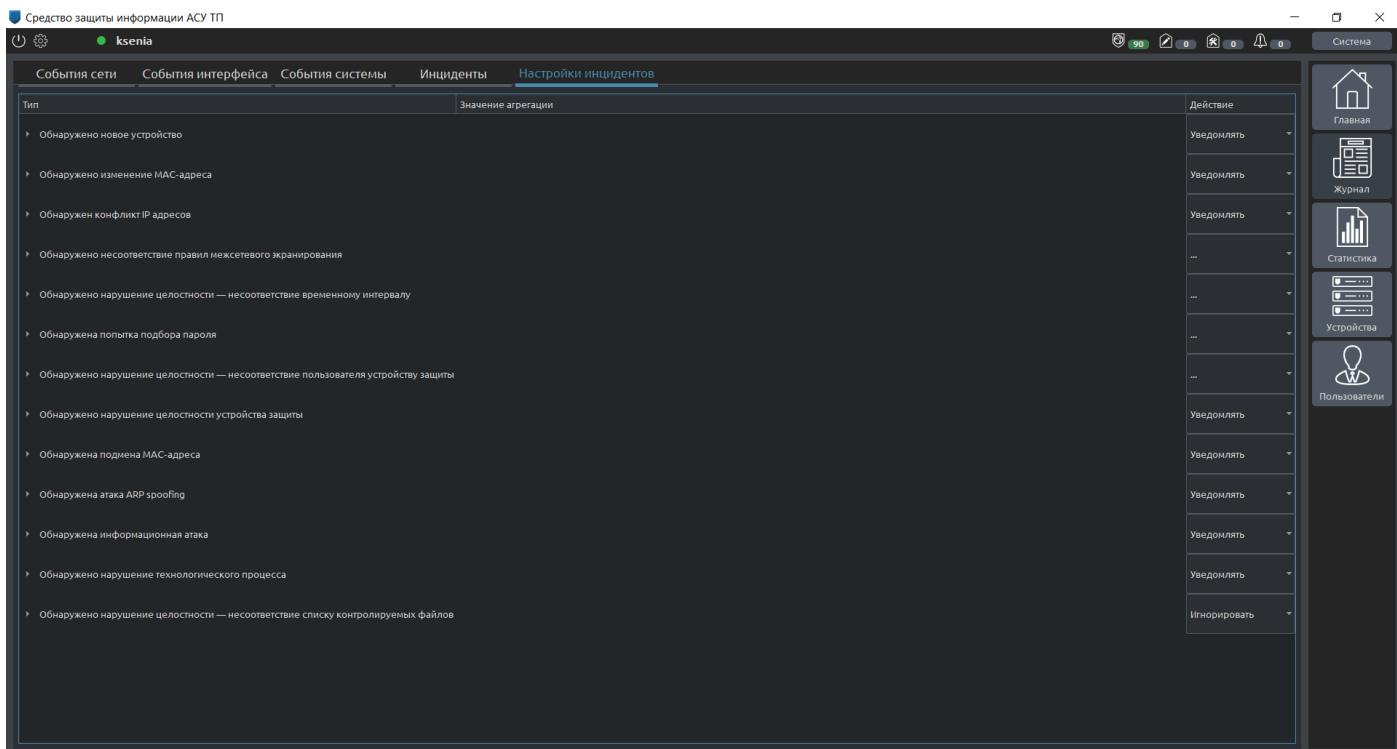 Средство защиты информации АСУ ТП
ksenia 90 0 0 0 Система
События сети События интерфейса События системы Инциденты Настройки инцидентов
Тип Значение агрегации Действие
Обнаружено новое устройство Уведомлять
Обнаружено изменение MAC-адреса Уведомлять
Обнаружен конфликт IP адресов Уведомлять
Обнаружено несоответствие правил межсетевого экранирования ...
Обнаружено нарушение целостности — несоответствие временному интервалу ...
Обнаружена попытка подбора пароля ...
Обнаружено нарушение целостности — несоответствие пользователя устройству защиты ...
Обнаружено нарушение целостности устройства защиты Уведомлять
Обнаружена подмена MAC-адреса Уведомлять
Обнаружена атака ARP spoofing Уведомлять
Обнаружена информационная атака Уведомлять
Обнаружено нарушение технологического процесса Уведомлять
Обнаружено нарушение целостности — несоответствие списку контролируемых файлов Игнорировать
Главная
Журнал
Статистика
Устройства
Пользователи